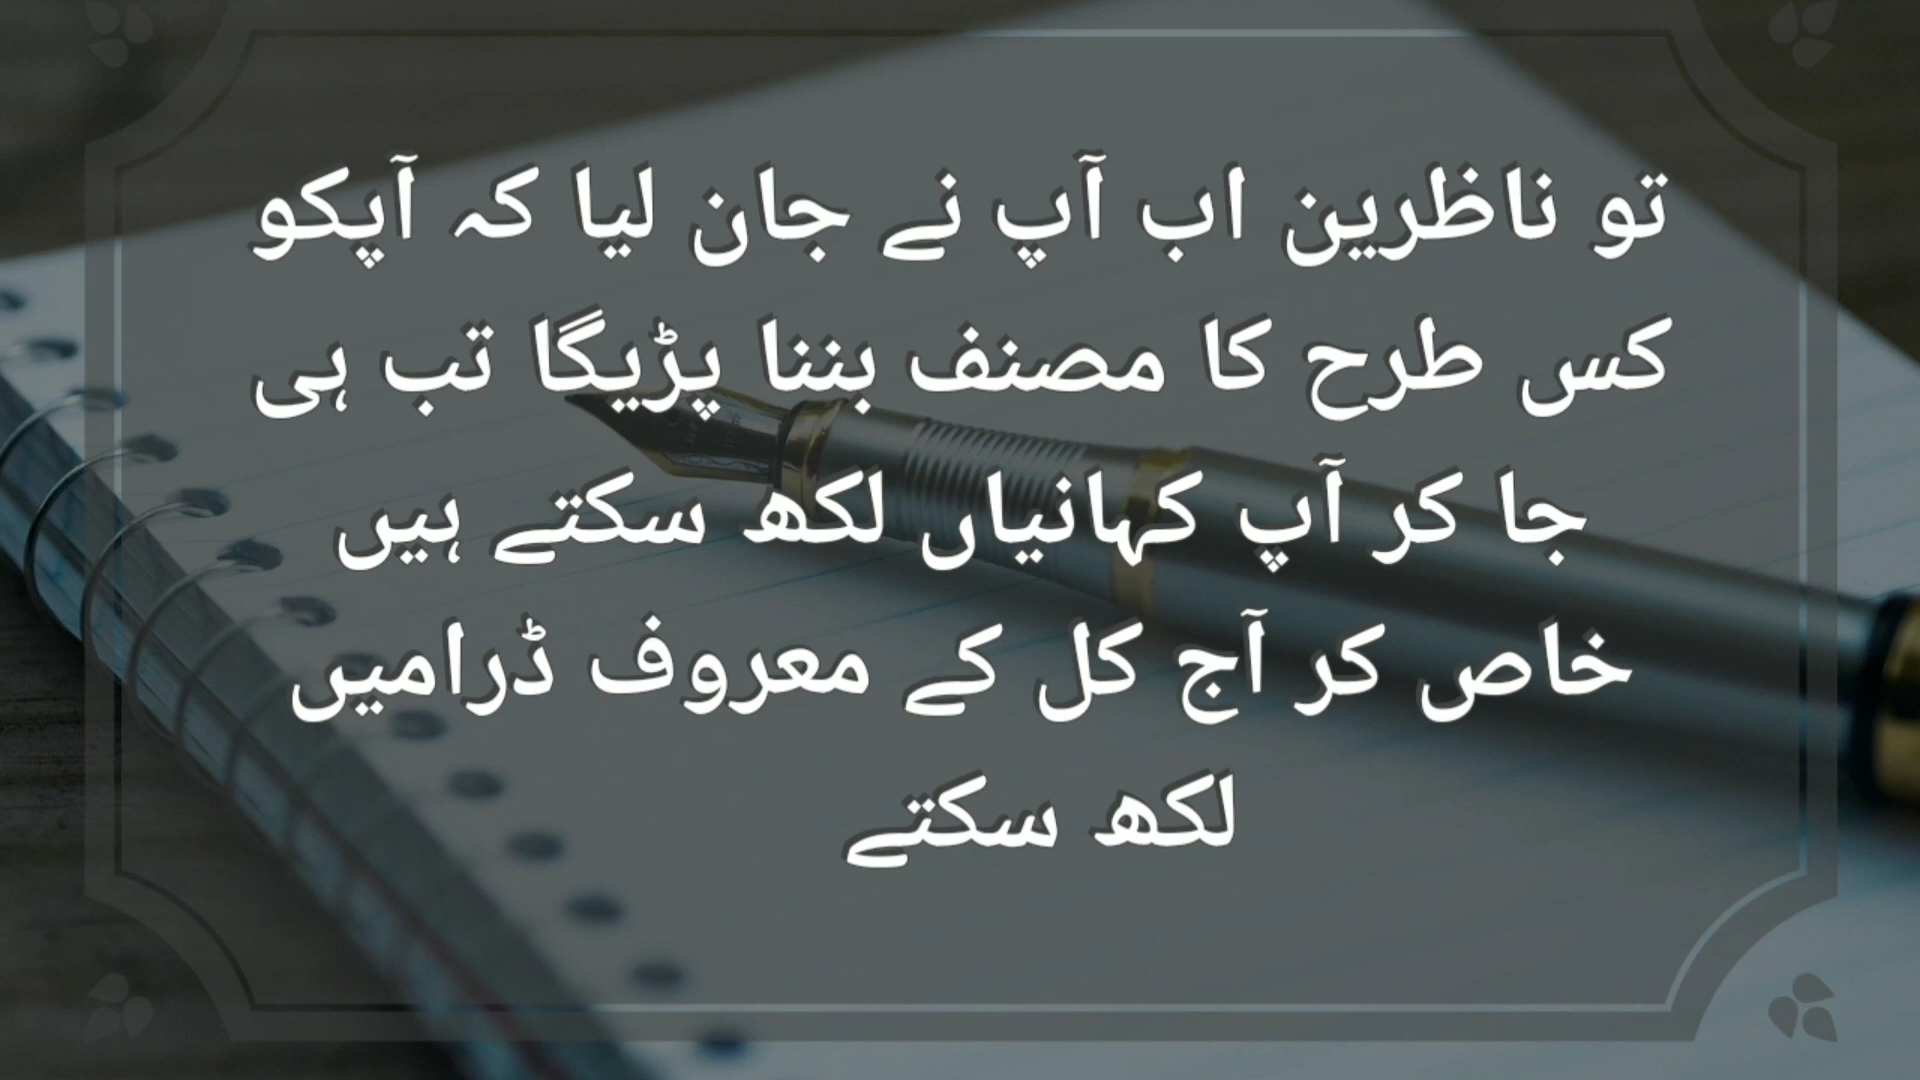 تو ناظرین اب آپ نے جان لیا کہ آپکو
کس طرح کا مصنف بننا پڑیگا تب ہی
جا کر آپ کہانیاں لکھ سکتے ہیں
خاص کر آج کل کے معروف ڈرامیں
لکھ سکتے